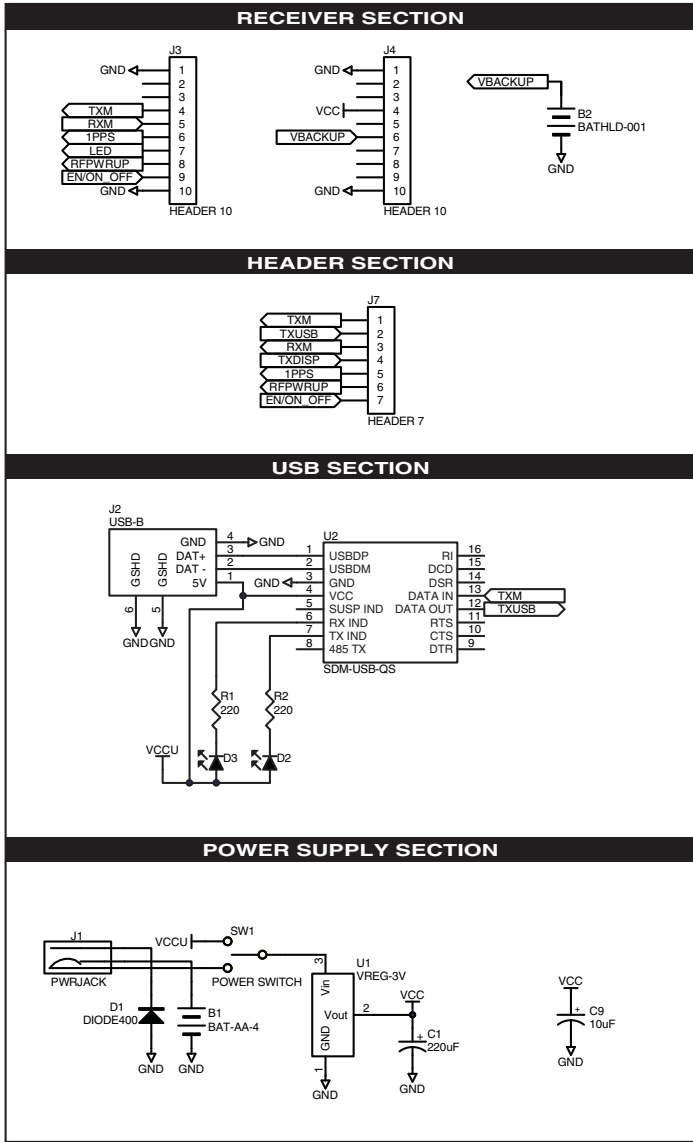 RECEIVER SECTION
J3
GND 1
2
3
TXM 4
RXM 5
1PPS 6
LED 7
RFPWRUP 8
EN/ON_OFF 9
GND 10
HEADER 10
J4
GND 1
2
3
VCC 4
5
VBACKUP 6
7
8
9
GND 10
HEADER 10
VBACKUP
B2
BATHLD-001
GND
HEADER SECTION
J7
TXM 1
TXUSB 2
RXM 3
TXDISP 4
1PPS 5
RFPWRUP 6
EN/ON_OFF 7
HEADER 7
USB SECTION
J2
USB-B
GND 4 GND
DAT+ 3
DAT - 2
5V 1
GSHD GSHD
6 5
GND GND
U2
1 USBDP RI 16
2 USBDM DCD 15
GND 3 GND DSR 14
4 VCC DATA IN 13 TXM
5 SUSP IND DATA OUT 12 TXUSB
6 RX IND RTS 11
7 TX IND CTS 10
8 485 TX DTR 9
SDM-USB-QS
R1
220
R2
220
VCCU
D3
D2
POWER SUPPLY SECTION
J1
PWRJACK
VCCU
SW1
POWER SWITCH
D1
DIODE400
GND
B1
BAT-AA-4
GND
U1
VREG-3V
3
Vin
Vout 2
GND
1
GND
VCC
+
C1
220uF
GND
VCC
+
C9
10uF
GND